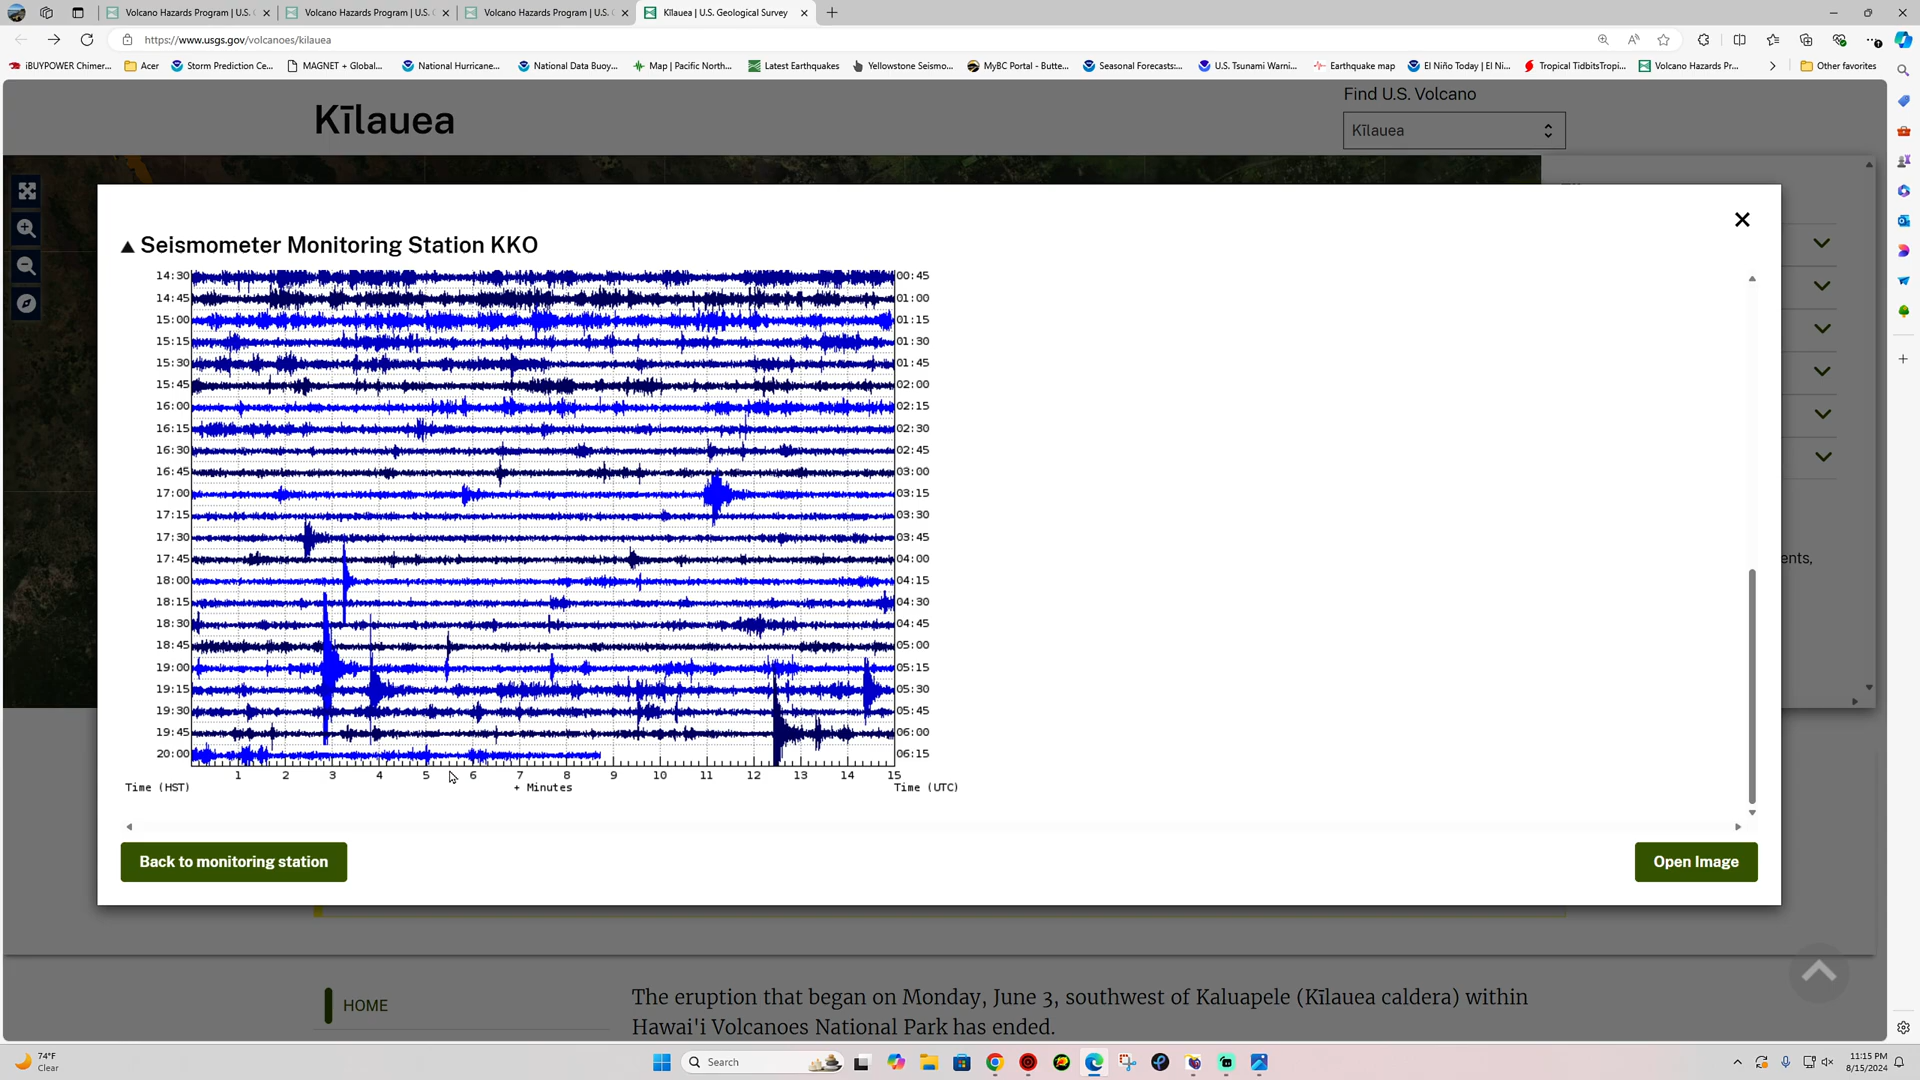 Volcano Hazards Program | U.S. G
Volcano Hazards Program | U.S. G
Volcano Hazards Program | U.S. G
Kīlauea | U.S. Geological Survey
https://www.usgs.gov/volcanoes/kilauea
iBUYPOWER Chimer...
Acer
Storm Prediction Ce...
MAGNET + Global...
National Hurricane...
National Data Buoy...
Map | Pacific North...
Latest Earthquakes
Yellowstone Seismo...
MyBC Portal - Butte...
Seasonal Forecasts:...
U.S. Tsunami Warni...
Earthquake map
El Niño Today | El Ni...
Tropical TidbitsTropi...
Volcano Hazards Pr...
Other favorites
Kīlauea
Find U.S. Volcano
Kīlauea
Seismometer Monitoring Station KKO
14:30 00:45
14:45 01:00
15:00 01:15
15:15 01:30
15:30 01:45
15:45 02:00
16:00 02:15
16:15 02:30
16:30 02:45
16:45 03:00
17:00 03:15
17:15 03:30
17:30 03:45
17:45 04:00
18:00 04:15
18:15 04:30
18:30 04:45
18:45 05:00
19:00 05:15
19:15 05:30
19:30 05:45
19:45 06:00
20:00 06:15
1 2 3 4 5 6 7 8 9 10 11 12 13 14 15
Time (HST) + Minutes Time (UTC)
ents,
Back to monitoring station
Open Image
HOME
The eruption that began on Monday, June 3, southwest of Kaluapele (Kīlauea caldera) within
Hawai'i Volcanoes National Park has ended.
74°F
Clear
Search
11:15 PM
8/15/2024